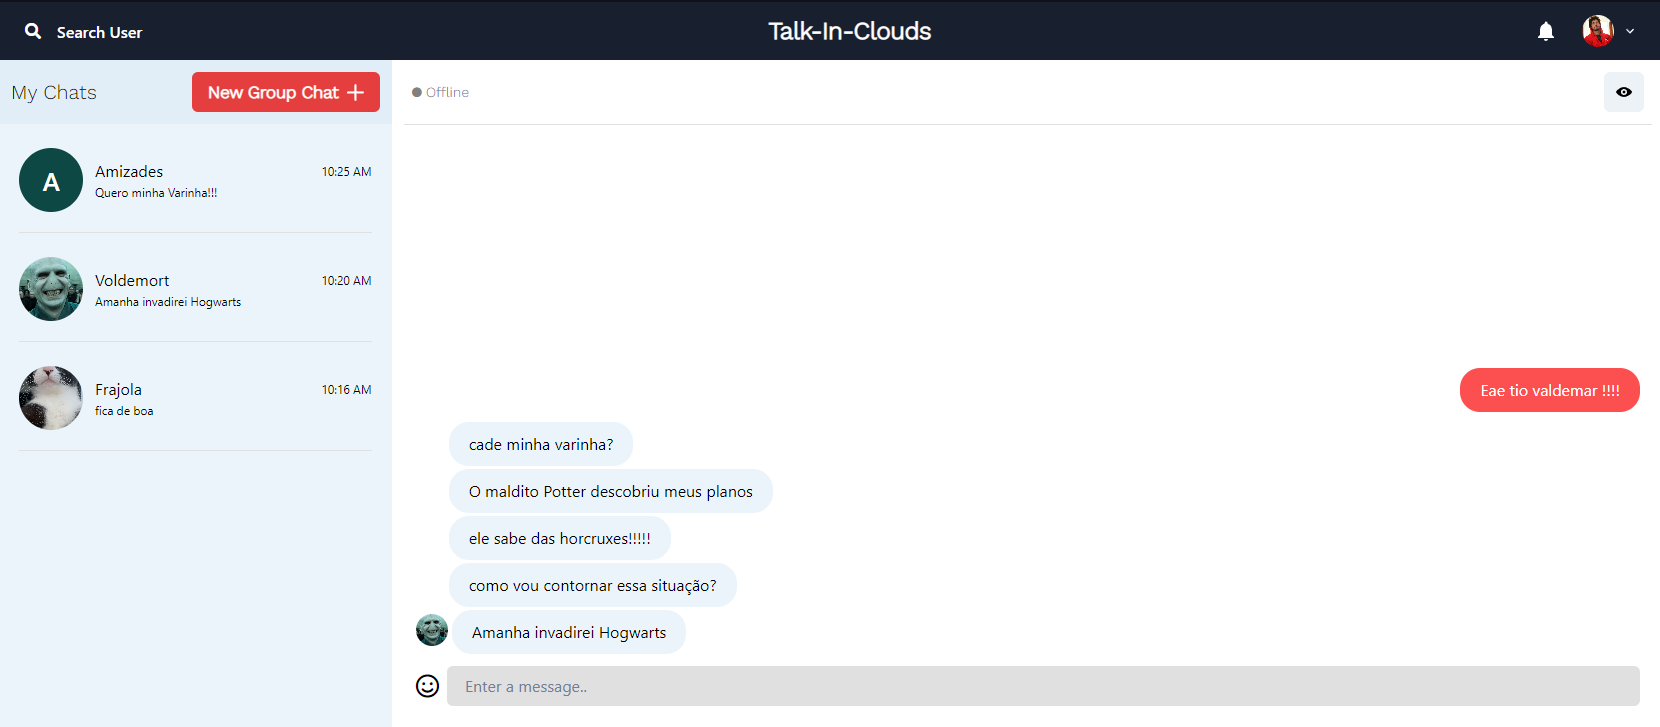 Search User
Talk-In-Clouds
My Chats
New Group Chat
Offline
A
Amizades
10:25 AM
Quero minha Varinha!!!
Voldemort
10:20 AM
Amanha invadirei Hogwarts
Frajola
10:16 AM
fica de boa
Eae tio valdemar !!!!
cade minha varinha?
O maldito Potter descobriu meus planos
ele sabe das horcruxes!!!!!
como vou contornar essa situação?
Amanha invadirei Hogwarts
Enter a message..